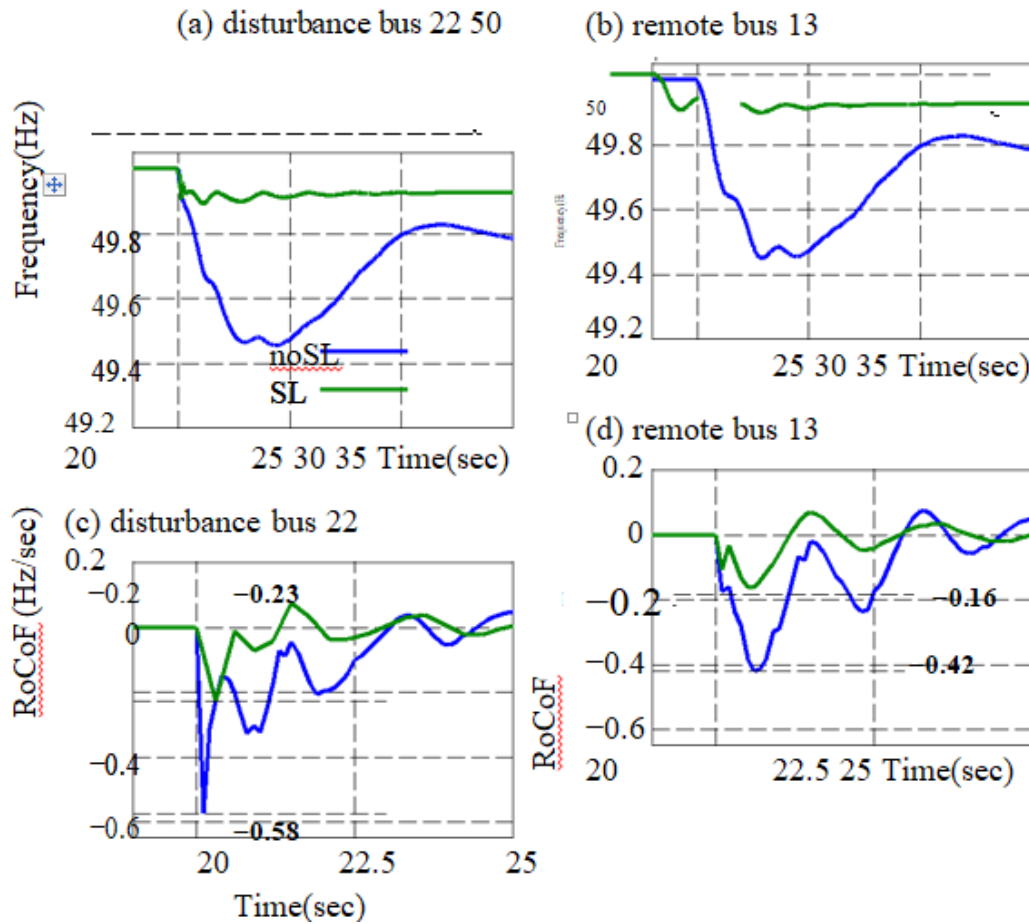 (a) disturbance bus 22 50
Frequency(Hz)
49.8
49.6
49.4
49.2
noSL
SL
20 25 30 35 Time(sec)
(b) remote bus 13
50
49.8
49.6
49.4
49.2
20 25 30 35 Time(sec)
(c) disturbance bus 22
RoCoF (Hz/sec)
0.2
−0.2
0
−0.4
−0.6
−0.23
−0.58
20 22.5 25
Time(sec)
(d) remote bus 13
RoCoF
0.2
0
−0.2
−0.4
−0.6
−0.16
−0.42
20 22.5 25 Time(sec)